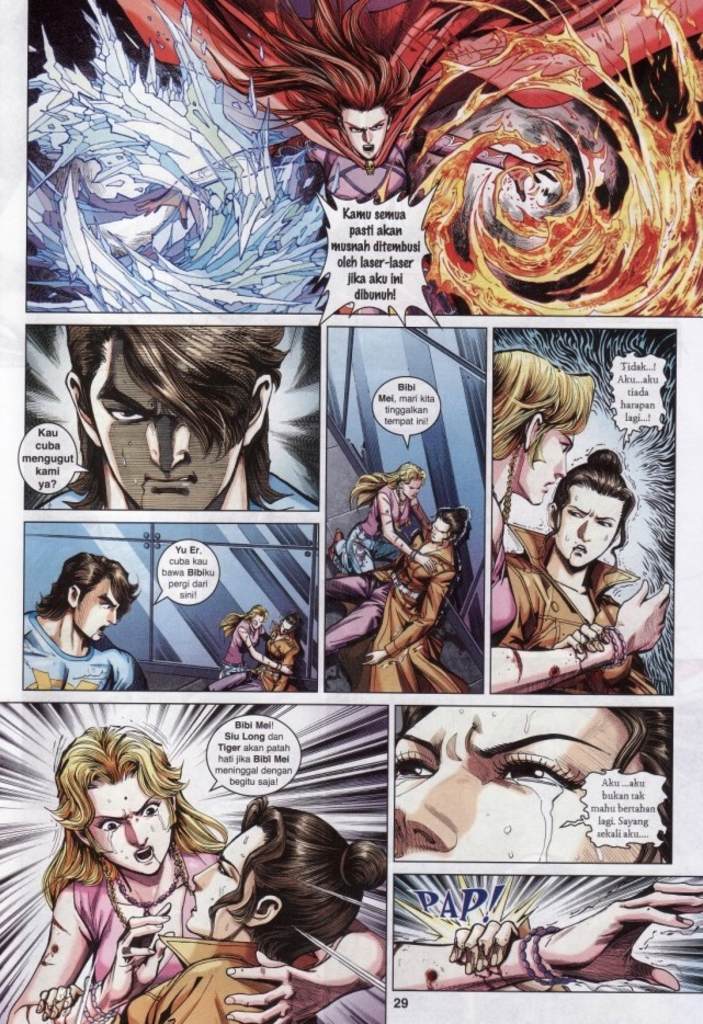 Kamu semua
pasti akan
musnah ditembusi
oleh laser-laser
jika aku ini
dibunuh!
Kau
cuba
mengugut
kami
ya?
Yu Er,
cuba kau
bawa Bibiku
pergi dari
sini!
Bibi
Mei, mari kita
tinggalkan
tempat ini!
Tidak...!
Aku...aku
tiada
harapan
lagi...!
Bibi Mei!
Siu Long dan
Tiger akan patah
hati jika Bibi Mei
meninggal dengan
begitu saja!
Aku ...aku
bukan tak
mahu bertahan
lagi. Sayang
sekali aku....
PAP!
29